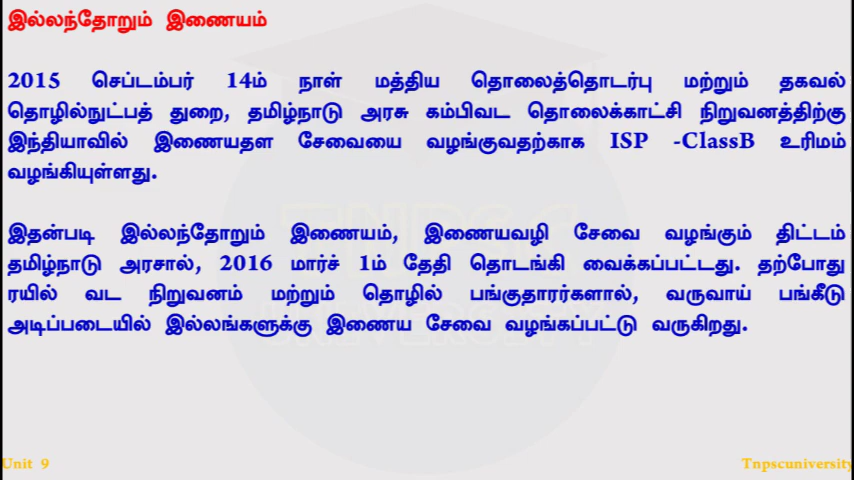 இல்லந்தோறும் இணையம்
2015 செப்டம்பர் 14ம் நாள் மத்திய தொலைத்தொடர்பு மற்றும் தகவல்
தொழில்நுட்பத் துறை, தமிழ்நாடு அரசு கம்பிவட தொலைக்காட்சி நிறுவனத்திற்கு
இந்தியாவில் இணையதள சேவையை வழங்குவதற்காக ISP -ClassB உரிமம்
வழங்கியுள்ளது.
இதன்படி இல்லந்தோறும் இணையம், இணையவழி சேவை வழங்கும் திட்டம்
தமிழ்நாடு அரசால், 2016 மார்ச் 1ம் தேதி தொடங்கி வைக்கப்பட்டது. தற்போது
ரயில் வட நிறுவனம் மற்றும் தொழில் பங்குதாரர்களால், வருவாய் பங்கீடு
அடிப்படையில் இல்லங்களுக்கு இணைய சேவை வழங்கப்பட்டு வருகிறது.
TNPSC
UNIVERSITY
Unit 9
Tnpscuniversity